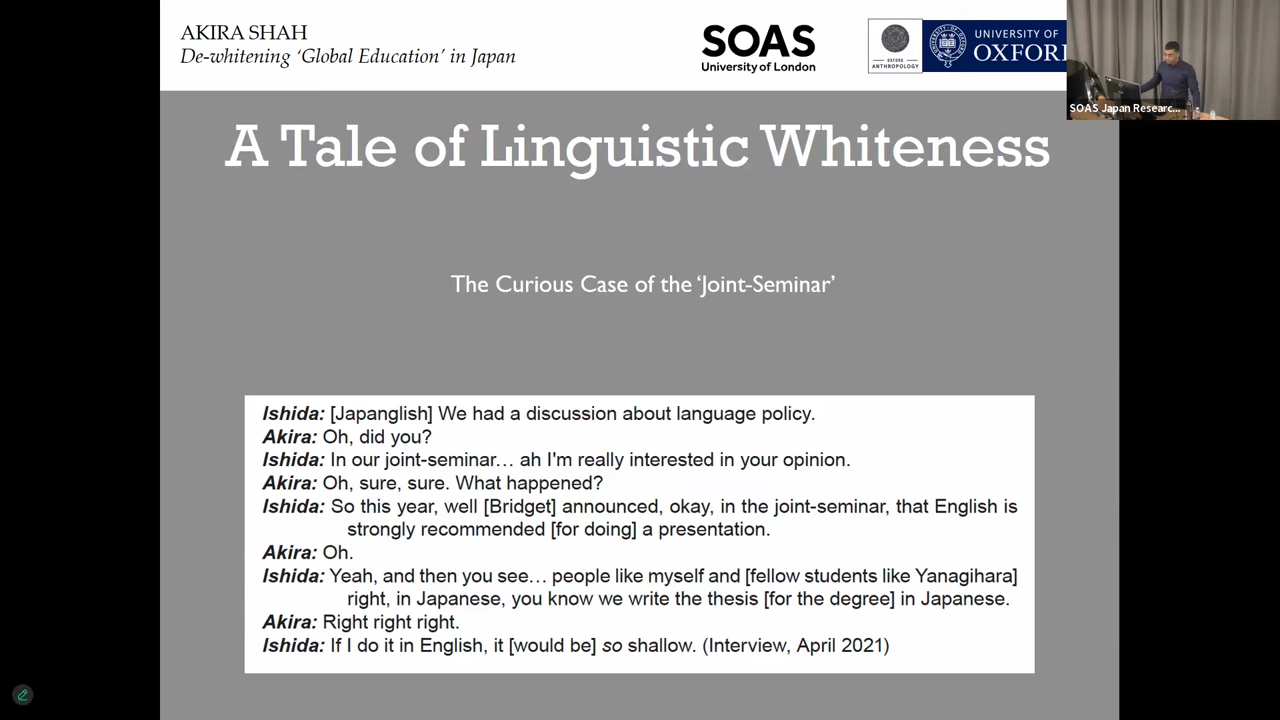 AKIRA SHAH
De-whitening ‘Global Education’ in Japan
SOAS
University of London
OXFORD
ANTHROPOLOGY
UNIVERSITY OF
OXFORD
SOAS Japan Researc...
A Tale of Linguistic Whiteness
The Curious Case of the ‘Joint-Seminar’
Ishida: [Japanglish] We had a discussion about language policy.
Akira: Oh, did you?
Ishida: In our joint-seminar… ah I'm really interested in your opinion.
Akira: Oh, sure, sure. What happened?
Ishida: So this year, well [Bridget] announced, okay, in the joint-seminar, that English is
strongly recommended [for doing] a presentation.
Akira: Oh.
Ishida: Yeah, and then you see… people like myself and [fellow students like Yanagihara]
right, in Japanese, you know we write the thesis [for the degree] in Japanese.
Akira: Right right right.
Ishida: If I do it in English, it [would be] so shallow. (Interview, April 2021)